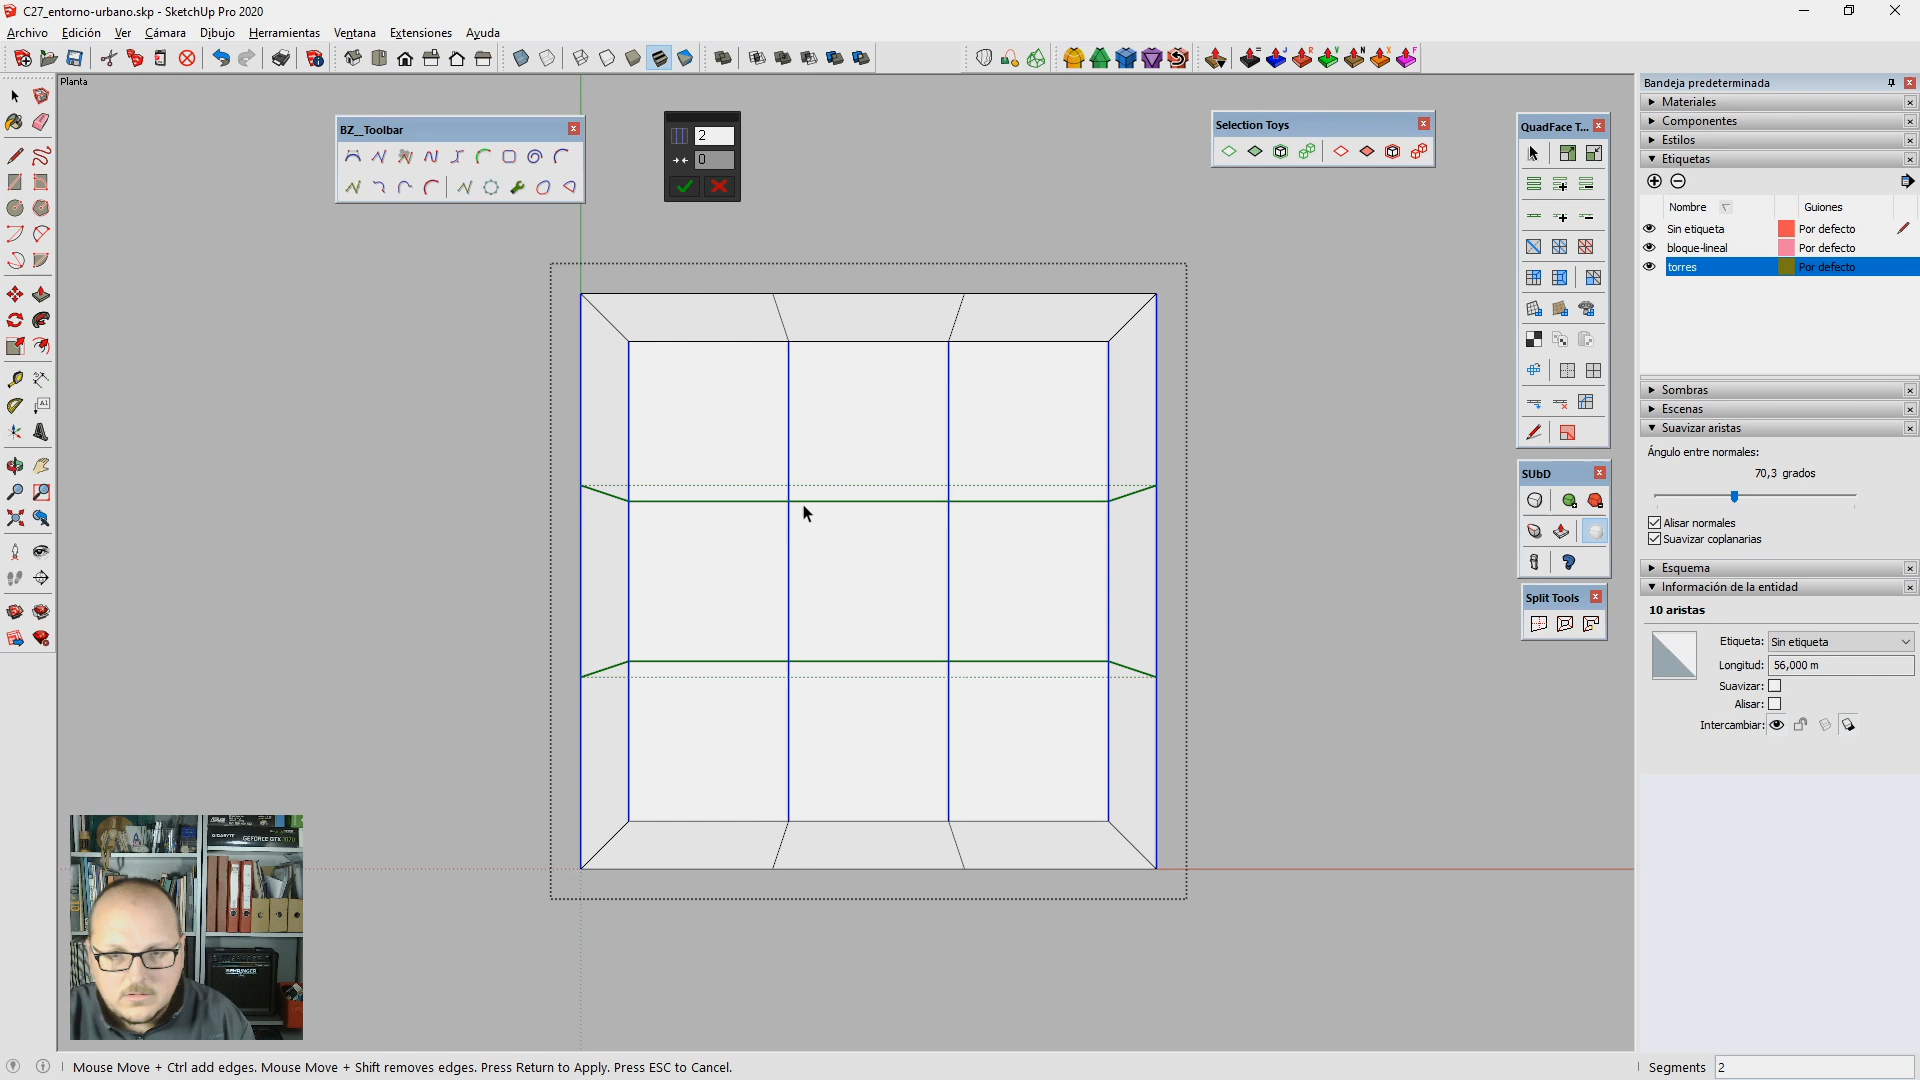 C27_entorno-urbano.skp - SketchUp Pro 2020
Archivo Edición Ver Cámara Dibujo Herramientas Ventana Extensiones Ayuda
Planta
BZ__Toolbar
2
0
Selection Toys
QuadFace T...
SUbD
Split Tools
Bandeja predeterminada
Materiales
Componentes
Estilos
Etiquetas
Nombre Guiones
Sin etiqueta Por defecto
bloque-lineal Por defecto
torres Por defecto
Sombras
Escenas
Suavizar aristas
Ángulo entre normales:
70,3 grados
Alisar normales
Suavizar coplanarias
Esquema
Información de la entidad
10 aristas
Etiqueta: Sin etiqueta
Longitud: 56,000 m
Suavizar:
Alisar:
Intercambiar:
Mouse Move + Ctrl add edges. Mouse Move + Shift removes edges. Press Return to Apply. Press ESC to Cancel.
Segments 2